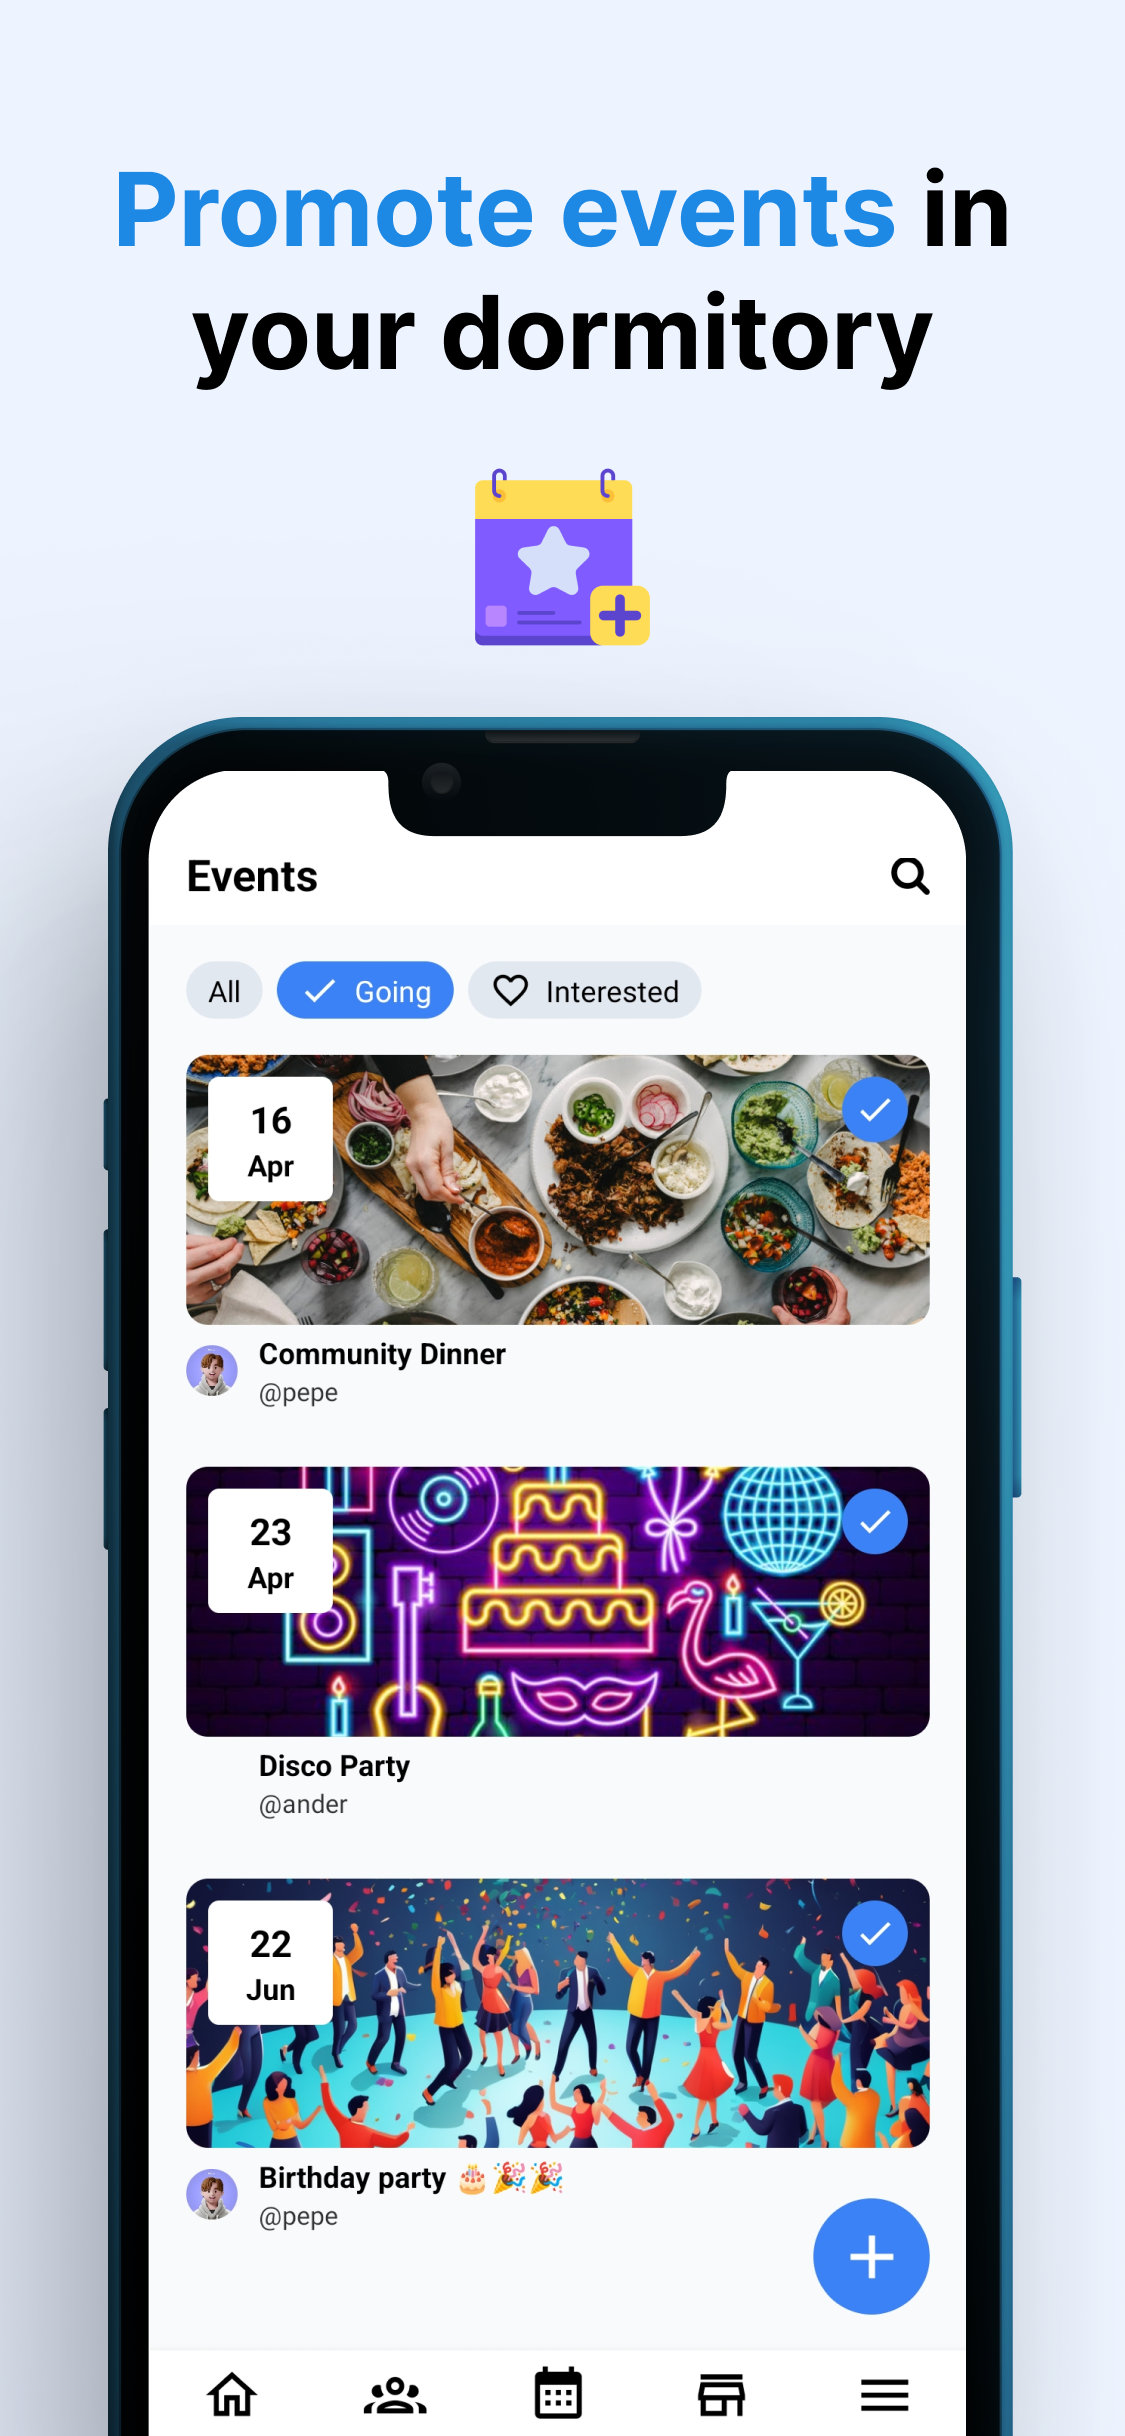 Promote events in
your dormitory
Events
All
Going
Interested
16
Apr
Community Dinner
@pepe
23
Apr
Disco Party
@ander
22
Jun
Birthday party 🎂🎉🎉
@pepe